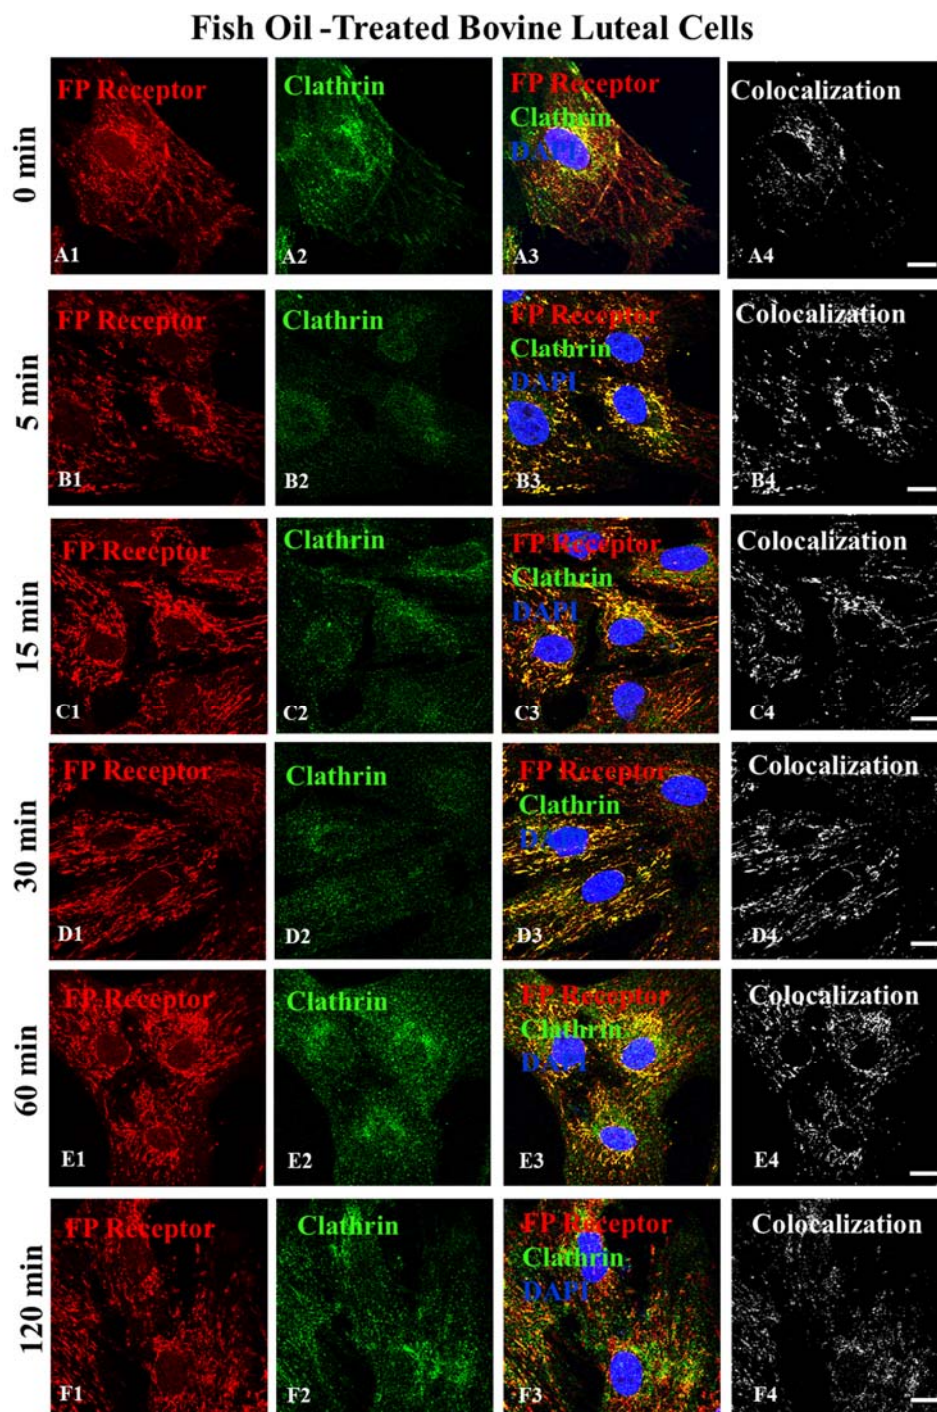 Fish Oil -Treated Bovine Luteal Cells
0 min
FP Receptor
A1
Clathrin
A2
FP Receptor
Clathrin
DAPI
A3
Colocalization
A4
5 min
FP Receptor
B1
Clathrin
B2
FP Receptor
Clathrin
DAPI
B3
Colocalization
B4
15 min
FP Receptor
C1
Clathrin
C2
FP Receptor
Clathrin
DAPI
C3
Colocalization
C4
30 min
FP Receptor
D1
Clathrin
D2
FP Receptor
Clathrin
DAPI
D3
Colocalization
D4
60 min
FP Receptor
E1
Clathrin
E2
FP Receptor
Clathrin
DAPI
E3
Colocalization
E4
120 min
FP Receptor
F1
Clathrin
F2
FP Receptor
Clathrin
DAPI
F3
Colocalization
F4